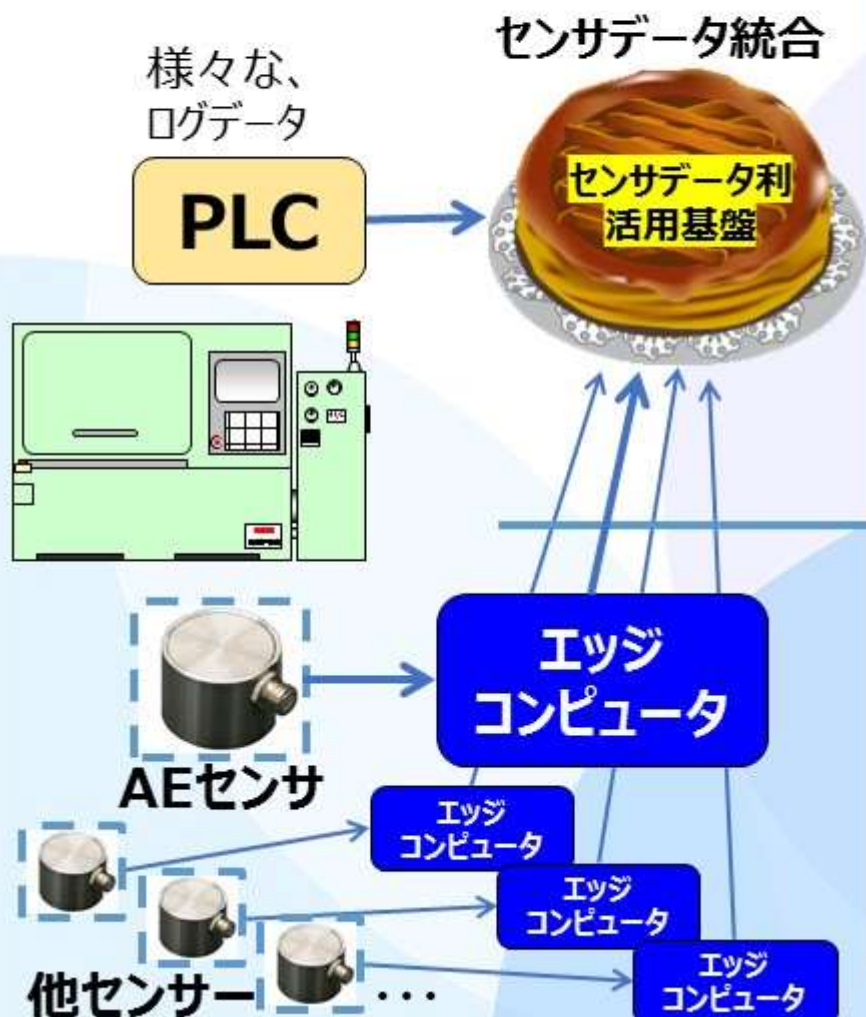 センサデータ統合
様々な、
ログデータ
PLC
センサデータ利
活用基盤
エッジ
コンピュータ
AEセンサ
エッジ
コンピュータ
エッジ
コンピュータ
エッジ
コンピュータ
他センサー ・・・